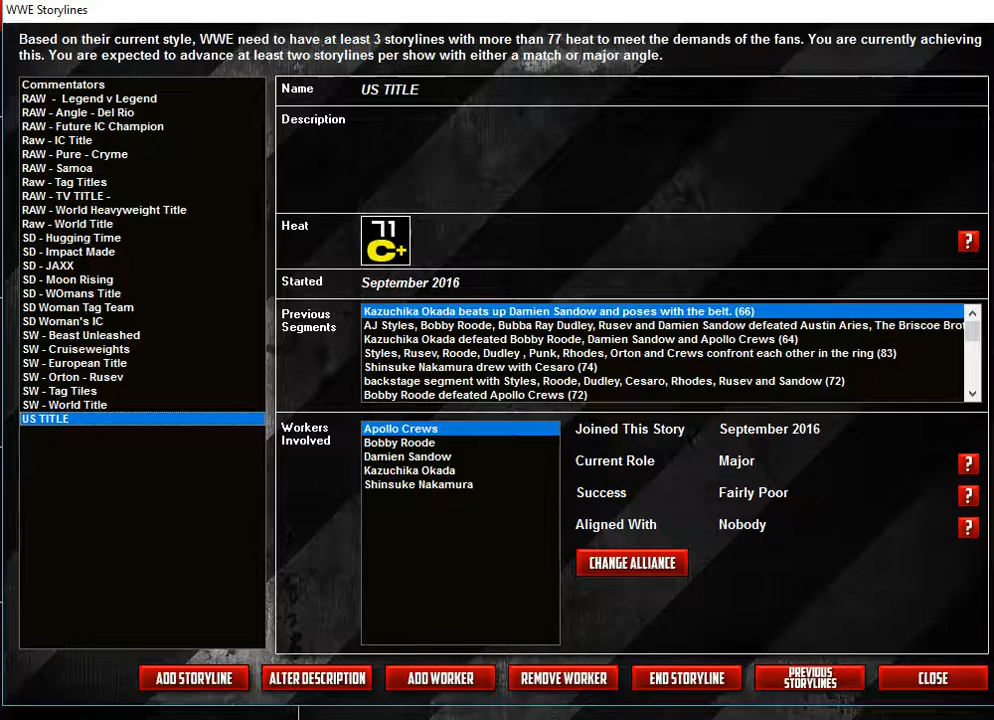 WWE Storylines
Based on their current style, WWE need to have at least 3 storylines with more than 77 heat to meet the demands of the fans. You are currently achieving
this. You are expected to advance at least two storylines per show with either a match or major angle.
Commentators
RAW - Legend v Legend
RAW - Angle - Del Rio
RAW - Future IC Champion
Raw - IC Title
RAW - Pure - Cryme
RAW - Samoa
Raw - Tag Titles
RAW - TV TITLE -
RAW - World Heavyweight Title
Raw - World Title
SD - Hugging Time
SD - Impact Made
SD - JAXX
SD - Moon Rising
SD - WOmans Title
SD Woman Tag Team
SD Woman's IC
SW - Beast Unleashed
SW - Cruiseweights
SW - European Title
SW - Orton - Rusev
SW - Tag Tiles
SW - World Title
US TITLE
Name US TITLE
Description
Heat 71 C+ ?
Started September 2016
Previous Segments
Kazuchika Okada beats up Damien Sandow and poses with the belt. (66)
AJ Styles, Bobby Roode, Bubba Ray Dudley, Rusev and Damien Sandow defeated Austin Aries, The Briscoe Brot
Kazuchika Okada defeated Bobby Roode, Damien Sandow and Apollo Crews (64)
Styles, Rusev, Roode, Dudley , Punk, Rhodes, Orton and Crews confront each other in the ring (83)
Shinsuke Nakamura drew with Cesaro (74)
backstage segment with Styles, Roode, Dudley, Cesaro, Rhodes, Rusev and Sandow (72)
Bobby Roode defeated Apollo Crews (72)
Workers Involved
Apollo Crews
Bobby Roode
Damien Sandow
Kazuchika Okada
Shinsuke Nakamura
Joined This Story September 2016
Current Role Major ?
Success Fairly Poor ?
Aligned With Nobody ?
CHANGE ALLIANCE
ADD STORYLINE ALTER DESCRIPTION ADD WORKER REMOVE WORKER END STORYLINE PREVIOUS STORYLINES CLOSE